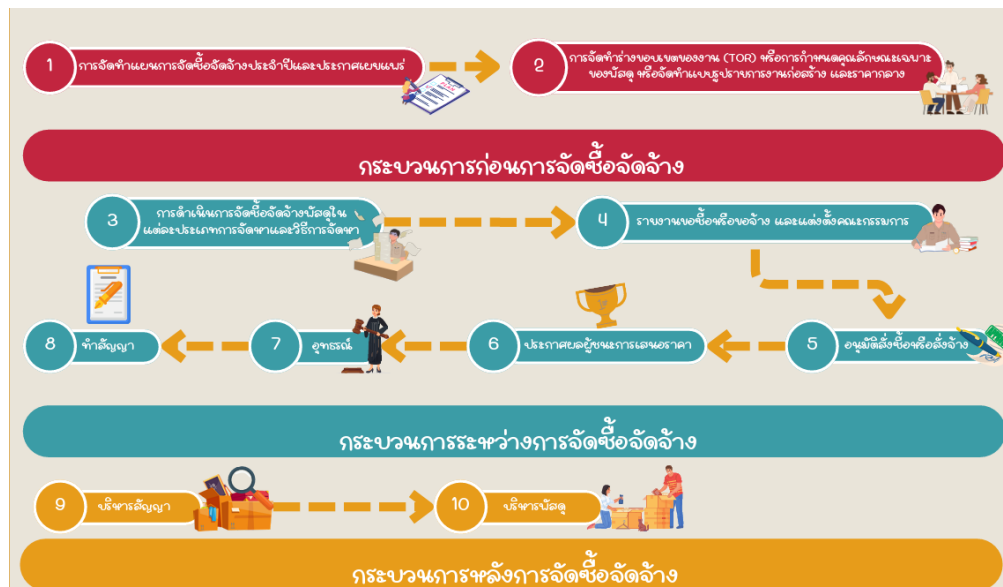 1
การจัดทำแผนการจัดซื้อจัดจ้างประจำปีและประกาศเผยแพร่
2
การจัดทำร่างขอบเขตของงาน (TOR) หรือการกำหนดคุณลักษณะเฉพาะ
ของพัสดุ หรือจัดทำแบบรูปรายการงานก่อสร้าง และราคากลาง
กระบวนการก่อนการจัดซื้อจัดจ้าง
3
การดำเนินการจัดซื้อจัดจ้างพัสดุใน
แต่ละประเภทการจัดหาและวิธีการจัดหา
4
รายงานขอซื้อหรือขอจ้าง และแต่งตั้งคณะกรรมการ
8
ทำสัญญา
7
อุทธรณ์
6
ประกาศผลผู้ชนะการเสนอราคา
5
อนุมัติสั่งซื้อหรือสั่งจ้าง
กระบวนการระหว่างการจัดซื้อจัดจ้าง
9
บริหารสัญญา
10
บริหารพัสดุ
กระบวนการหลังการจัดซื้อจัดจ้าง